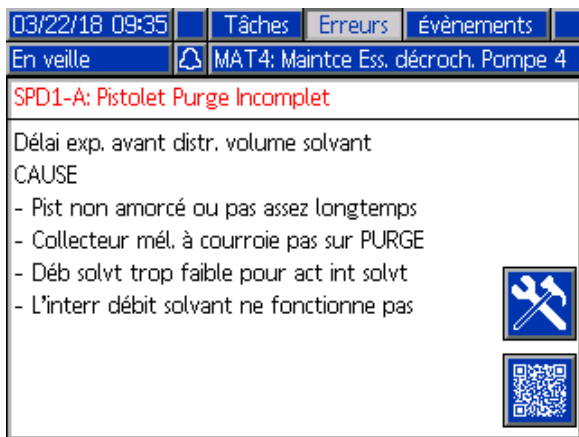 03/22/18 09:35 Tâches Erreurs évènements
En veille MAT4: Maintce Ess. décroch. Pompe 4
SPD1-A: Pistolet Purge Incomplet
Délai exp. avant distr. volume solvant
CAUSE
- Pist non amorcé ou pas assez longtemps
- Collecteur mél. à courroie pas sur PURGE
- Déb solvt trop faible pour act int solvt
- L'interr débit solvant ne fonctionne pas